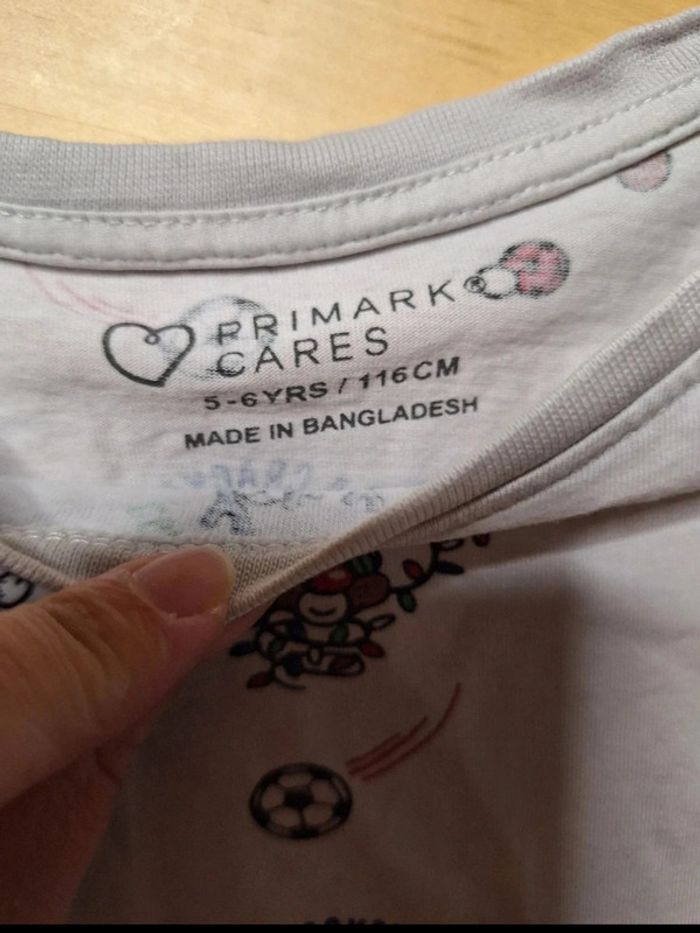 PRIMARK®
CARES
5-6YRS / 116CM
MADE IN BANGLADESH